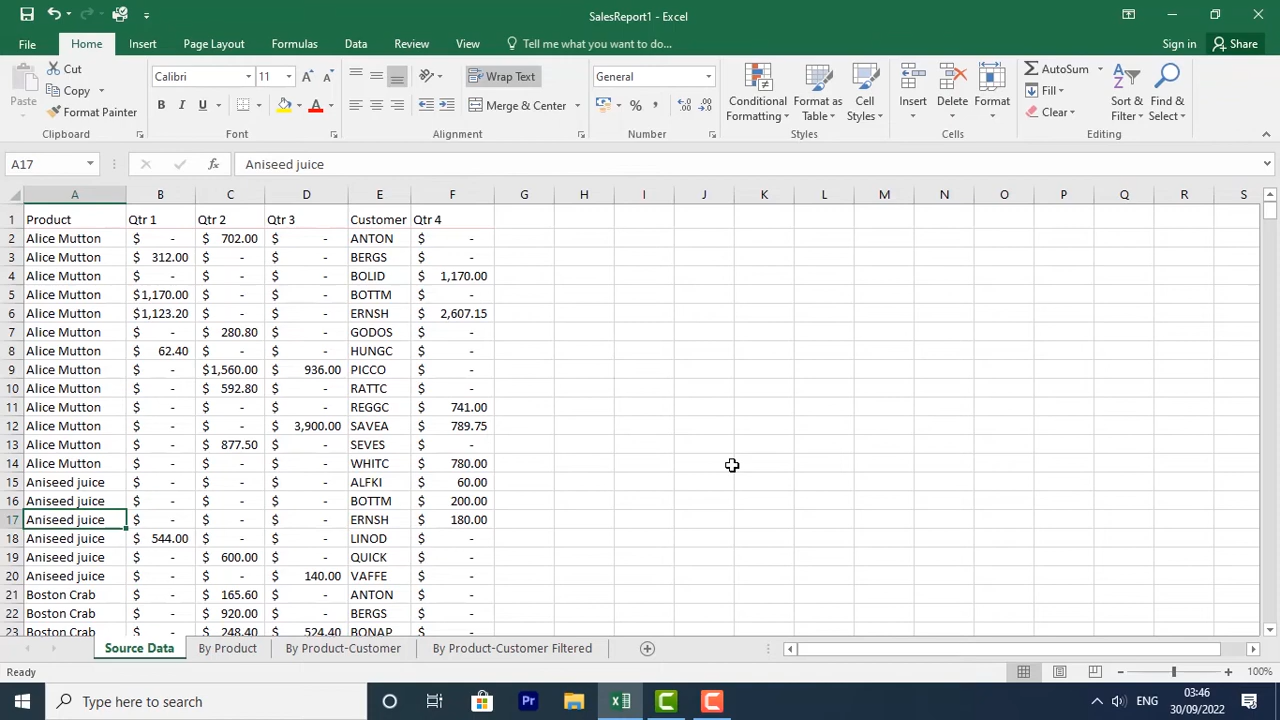 SalesReport1 - Excel
File Home Insert Page Layout Formulas Data Review View Tell me what you want to do... Sign in Share
Paste Cut Copy Format Painter Clipboard
Calibri 11 A A B I U A Font
ab Wrap Text Merge & Center Alignment
General % , .0 .00 Number
Conditional Formatting Format as Table Cell Styles Styles
Insert Delete Format Cells
AutoSum Fill Clear Sort & Filter Find & Select Editing
A17 fx Aniseed juice
A B C D E F G H I J K L M N O P Q R S
1 Product Qtr 1 Qtr 2 Qtr 3 Customer Qtr 4
2 Alice Mutton $ - $ 702.00 $ - ANTON $ -
3 Alice Mutton $ 312.00 $ - $ - BERGS $ -
4 Alice Mutton $ - $ - $ - BOLID $ 1,170.00
5 Alice Mutton $1,170.00 $ - $ - BOTTM $ -
6 Alice Mutton $1,123.20 $ - $ - ERNSH $ 2,607.15
7 Alice Mutton $ - $ 280.80 $ - GODOS $ -
8 Alice Mutton $ 62.40 $ - $ - HUNGC $ -
9 Alice Mutton $ - $1,560.00 $ 936.00 PICCO $ -
10 Alice Mutton $ - $ 592.80 $ - RATTC $ -
11 Alice Mutton $ - $ - $ - REGGC $ 741.00
12 Alice Mutton $ - $ - $ 3,900.00 SAVEA $ 789.75
13 Alice Mutton $ - $ 877.50 $ - SEVES $ -
14 Alice Mutton $ - $ - $ - WHITC $ 780.00
15 Aniseed juice $ - $ - $ - ALFKI $ 60.00
16 Aniseed juice $ - $ - $ - BOTTM $ 200.00
17 Aniseed juice $ - $ - $ - ERNSH $ 180.00
18 Aniseed juice $ 544.00 $ - $ - LINOD $ -
19 Aniseed juice $ - $ 600.00 $ - QUICK $ -
20 Aniseed juice $ - $ - $ 140.00 VAFFE $ -
21 Boston Crab $ - $ 165.60 $ - ANTON $ -
22 Boston Crab $ - $ 920.00 $ - BERGS $ -
23 Boston Crab $ - $ 248.40 $ 524.40 BONAP $ -
Source Data By Product By Product-Customer By Product-Customer Filtered
Ready 100%
Type here to search Pr ENG 03:46
30/09/2022